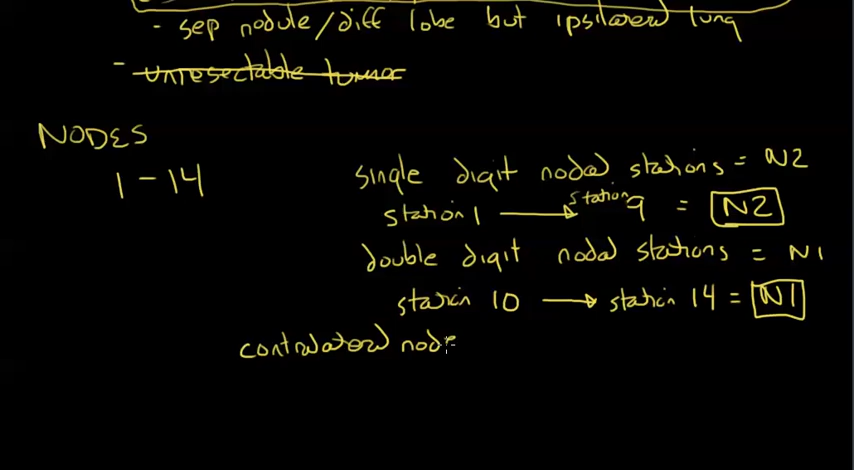 - sep nodule/diff lobe but ipsilateral lung
- unresectable tumor
NODES
1 - 14
single digit nodal stations = N2
station 1 → station 9 = N2
double digit nodal stations = N1
station 10 → station 14 = N1
contralateral node